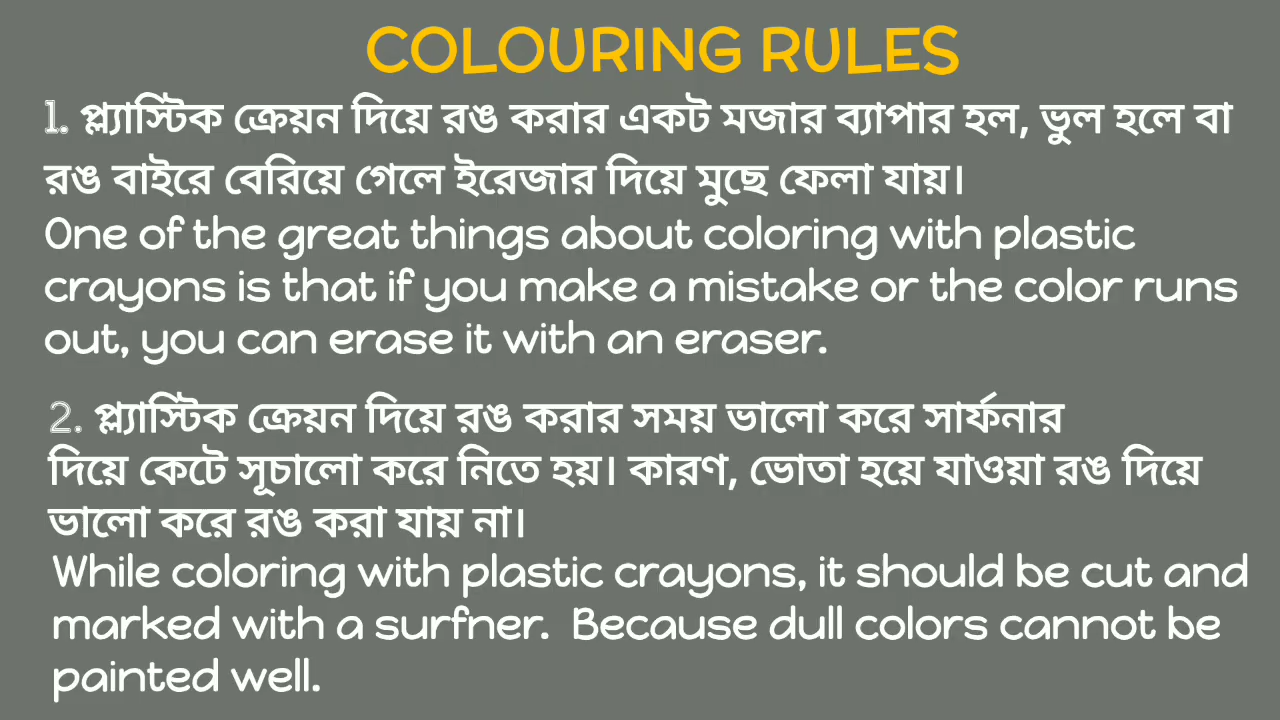 COLOURING RULES
1. প্ল্যাস্টিক ক্রেয়ন দিয়ে রঙ করার একট মজার ব্যাপার হল, ভুল হলে বা
রঙ বাইরে বেরিয়ে গেলে ইরেজার দিয়ে মুছে ফেলা যায়।
One of the great things about coloring with plastic
crayons is that if you make a mistake or the color runs
out, you can erase it with an eraser.
2. প্ল্যাস্টিক ক্রেয়ন দিয়ে রঙ করার সময় ভালো করে সার্ফনার
দিয়ে কেটে সূচালো করে নিতে হয়। কারণ, ভোতা হয়ে যাওয়া রঙ দিয়ে
ভালো করে রঙ করা যায় না।
While coloring with plastic crayons, it should be cut and
marked with a surfner. Because dull colors cannot be
painted well.